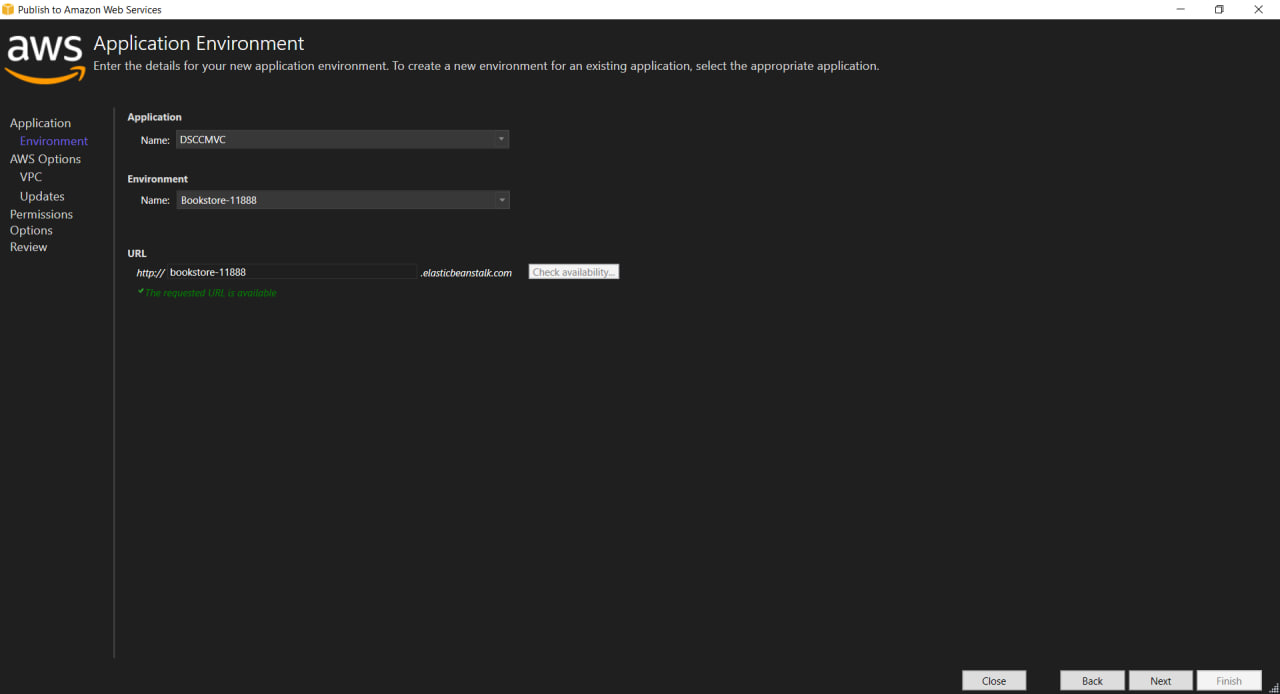 Publish to Amazon Web Services
aws
Application Environment
Enter the details for your new application environment. To create a new environment for an existing application, select the appropriate application.
Application
Environment
AWS Options
VPC
Updates
Permissions
Options
Review
Application
Name: DSCCMVC
Environment
Name: Bookstore-11888
URL
http:// bookstore-11888 .elasticbeanstalk.com Check availability...
The requested URL is available
Close Back Next Finish